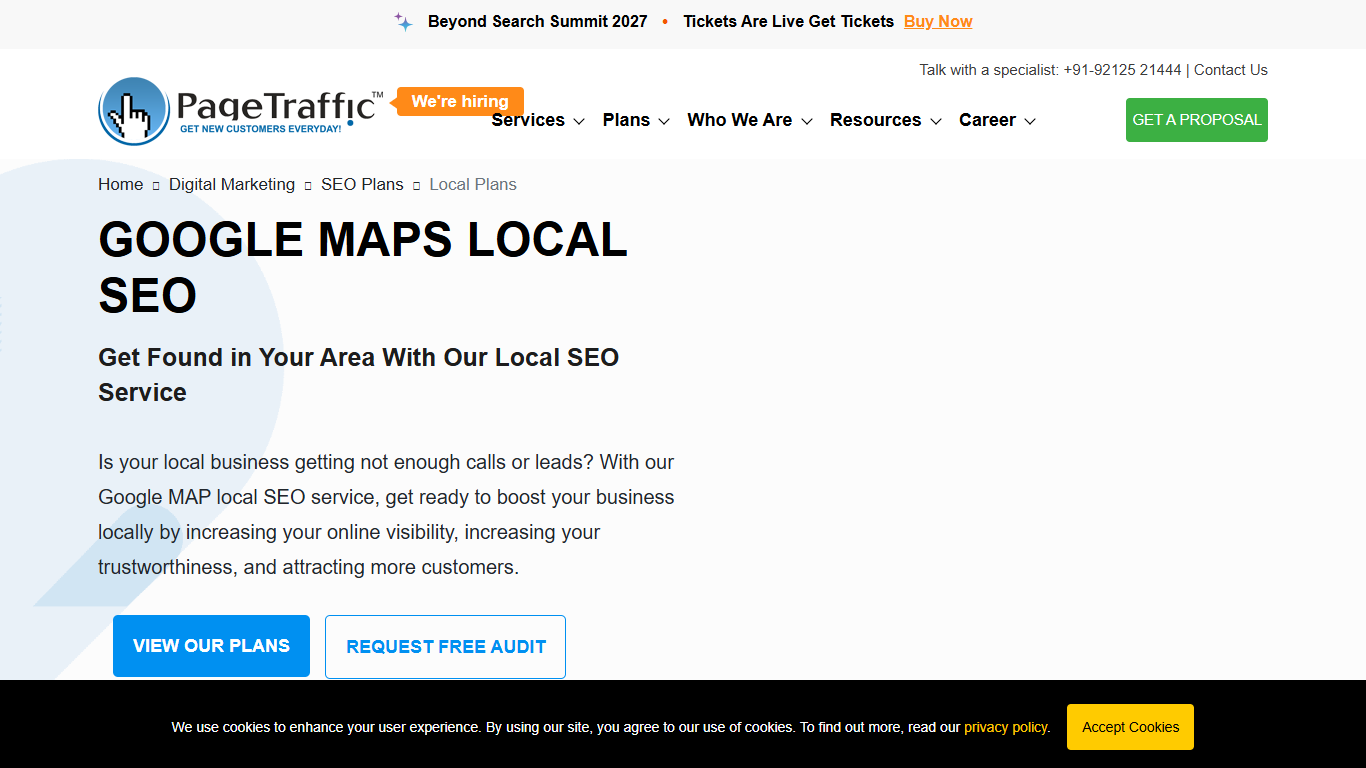 Beyond Search Summit 2027 • Tickets Are Live Get Tickets Buy Now
Talk with a specialist: +91-92125 21444 | Contact Us
PageTraffic™
GET NEW CUSTOMERS EVERYDAY!
We're hiring
Services Plans Who We Are Resources Career
GET A PROPOSAL
Home Digital Marketing SEO Plans Local Plans
GOOGLE MAPS LOCAL
SEO
Get Found in Your Area With Our Local SEO
Service
Is your local business getting not enough calls or leads? With our
Google MAP local SEO service, get ready to boost your business
locally by increasing your online visibility, increasing your
trustworthiness, and attracting more customers.
VIEW OUR PLANS
REQUEST FREE AUDIT
We use cookies to enhance your user experience. By using our site, you agree to our use of cookies. To find out more, read our privacy policy.
Accept Cookies